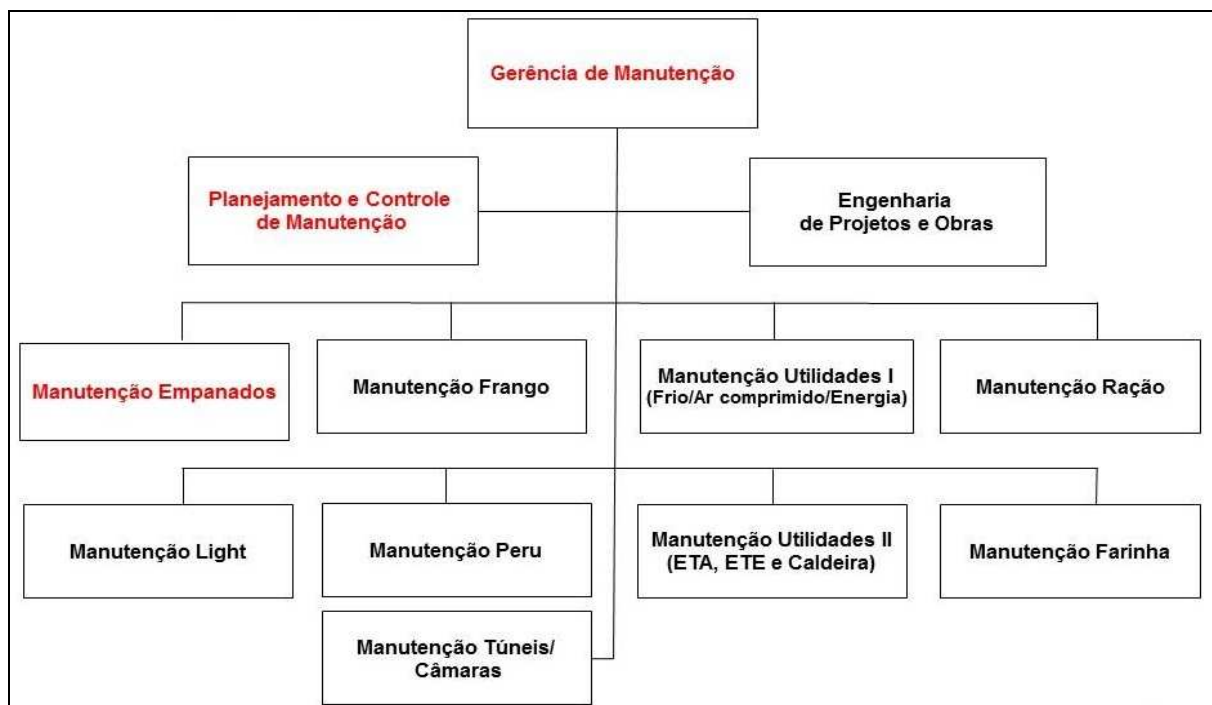 Gerência de Manutenção
Planejamento e Controle
de Manutenção
Engenharia
de Projetos e Obras
Manutenção Empanados
Manutenção Frango
Manutenção Utilidades I
(Frio/Ar comprimido/Energia)
Manutenção Ração
Manutenção Light
Manutenção Peru
Manutenção Utilidades II
(ETA, ETE e Caldeira)
Manutenção Farinha
Manutenção Túneis/
Câmaras